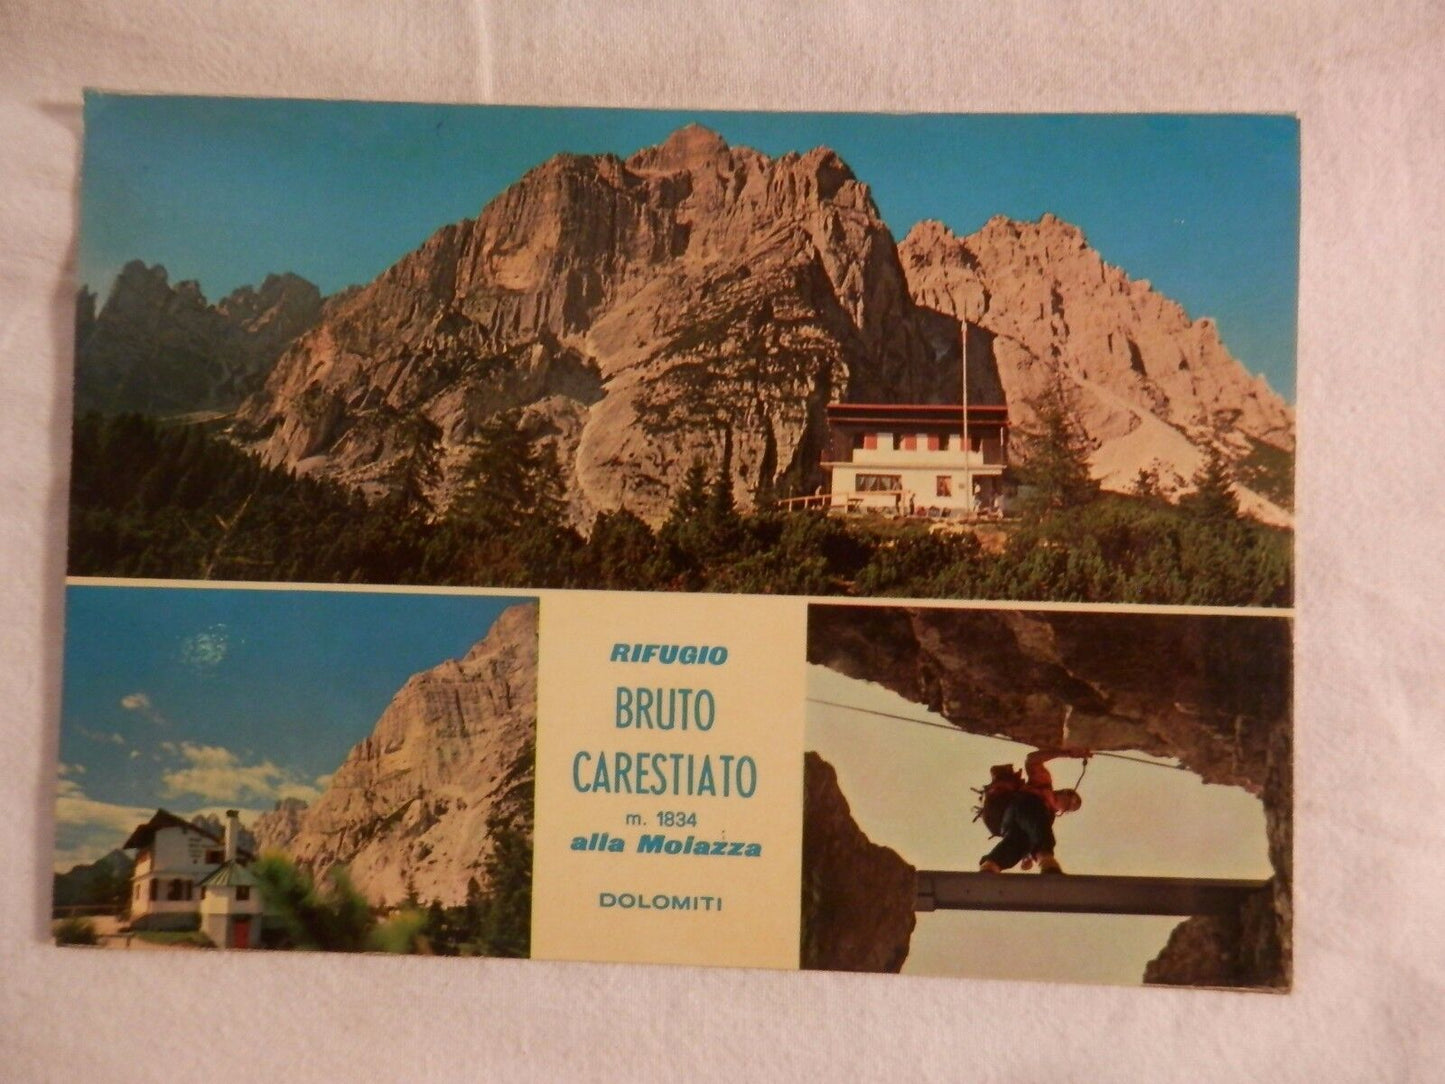 RIFUGIO
BRUTO
CARESTIATO
m. 1834
alla Molazza
DOLOMITI